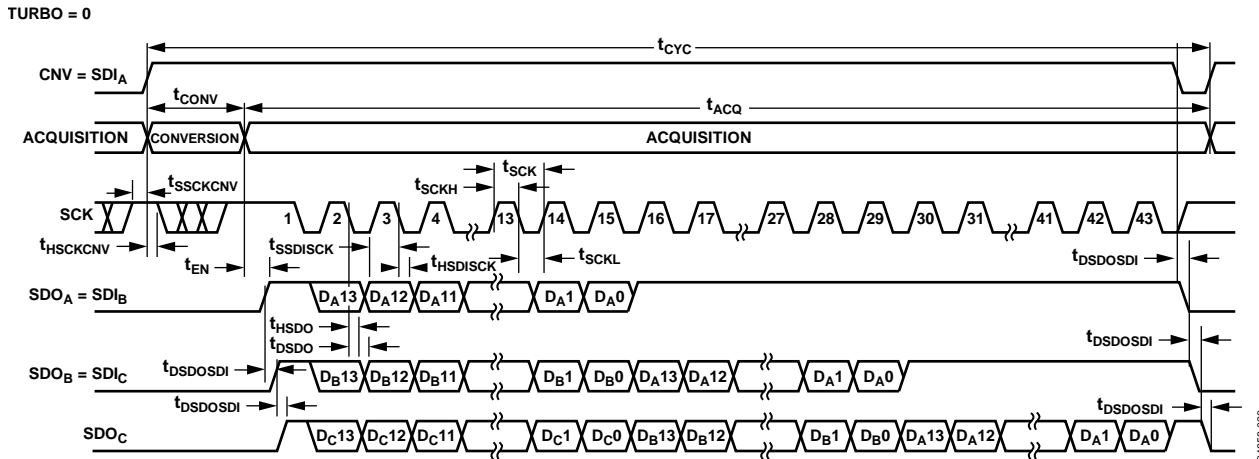 TURBO = 0
tCYC
CNV = SDIA
tCONV
tACQ
ACQUISITION CONVERSION ACQUISITION
tSCK
tSSCKCNV
tSCKH
SCK 1 2 3 4 13 14 15 16 17 27 28 29 30 31 41 42 43
tHSCKCNV
tSSDISCK
tHSDISCK
tSCKL
tDSDOSDI
tEN
SDOA = SDIB DA13 DA12 DA11 DA1 DA0
tHSDO
tDSDO
tDSDOSDI
tDSDOSDI
SDOB = SDIC DB13 DB12 DB11 DB1 DB0 DA13 DA12 DA1 DA0
tDSDOSDI
tDSDOSDI
SDOC DC13 DC12 DC11 DC1 DC0 DB13 DB12 DB1 DB0 DA13 DA12 DA1 DA0